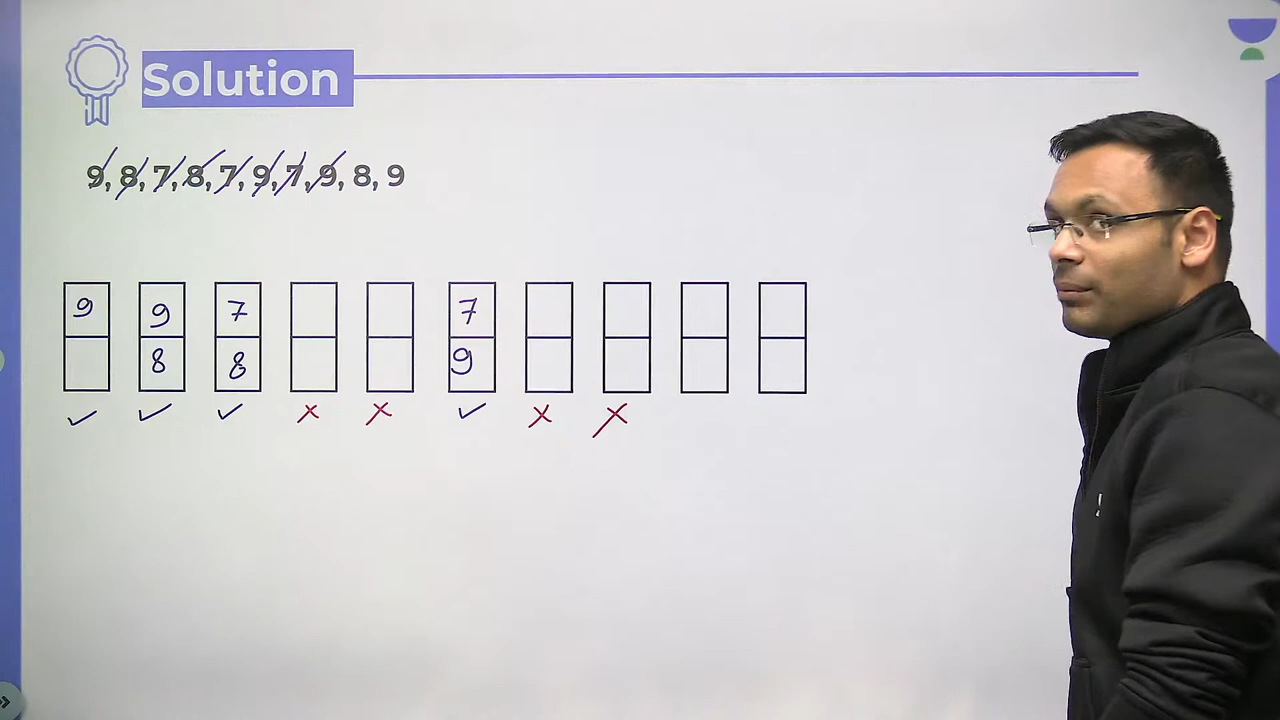 Solution
9, 8, 7, 8, 7, 9, 7, 9, 8, 9
9 9 7 7
8 8 9
✓ ✓ ✓ ✗ ✗ ✓ ✗ ✗
»